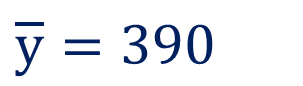 y̅ = 390